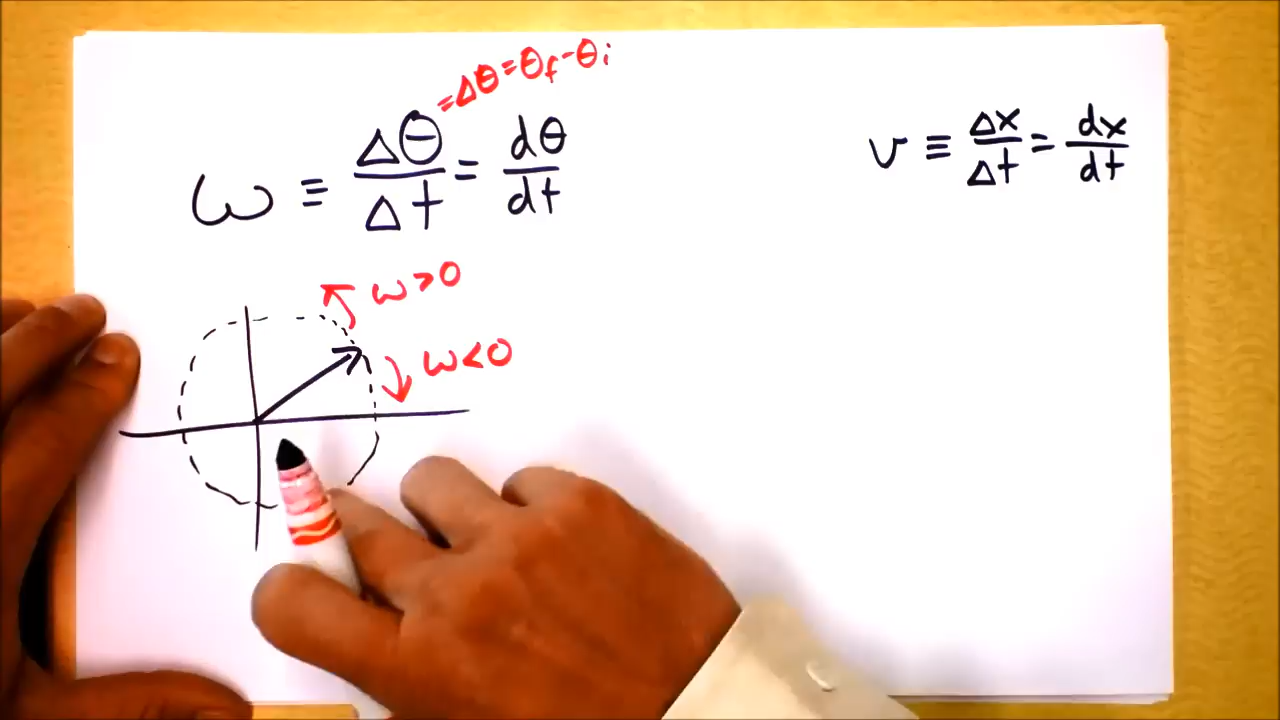 =Δθ=θf-θi
ω ≡ Δθ/Δt = dθ/dt
v ≡ Δx/Δt = dx/dt
ω>0
ω<0